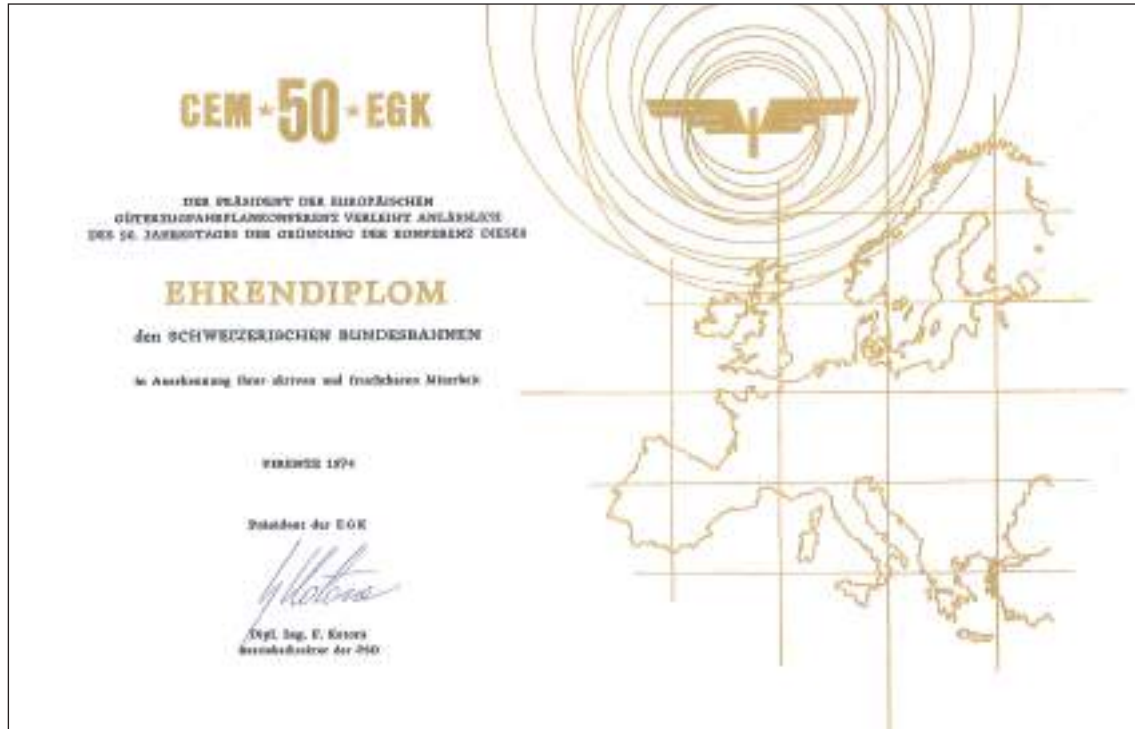 CEM * 50 * EGK
DER PRÄSIDENT DER EUROPÄISCHEN
GÜTERZUGFAHRPLANKONFERENZ VERLEIHT ANLÄSSLICH
DES 50. JAHRESTAGES DER GRÜNDUNG DER KONFERENZ DIESES
EHRENDIPLOM
den SCHWEIZERISCHEN BUNDESBAHNEN
in Anerkennung ihrer aktiven und fruchtbaren Mitarbeit
FIRENZE 1974
Präsident der EGK
Dipl. Ing.
der